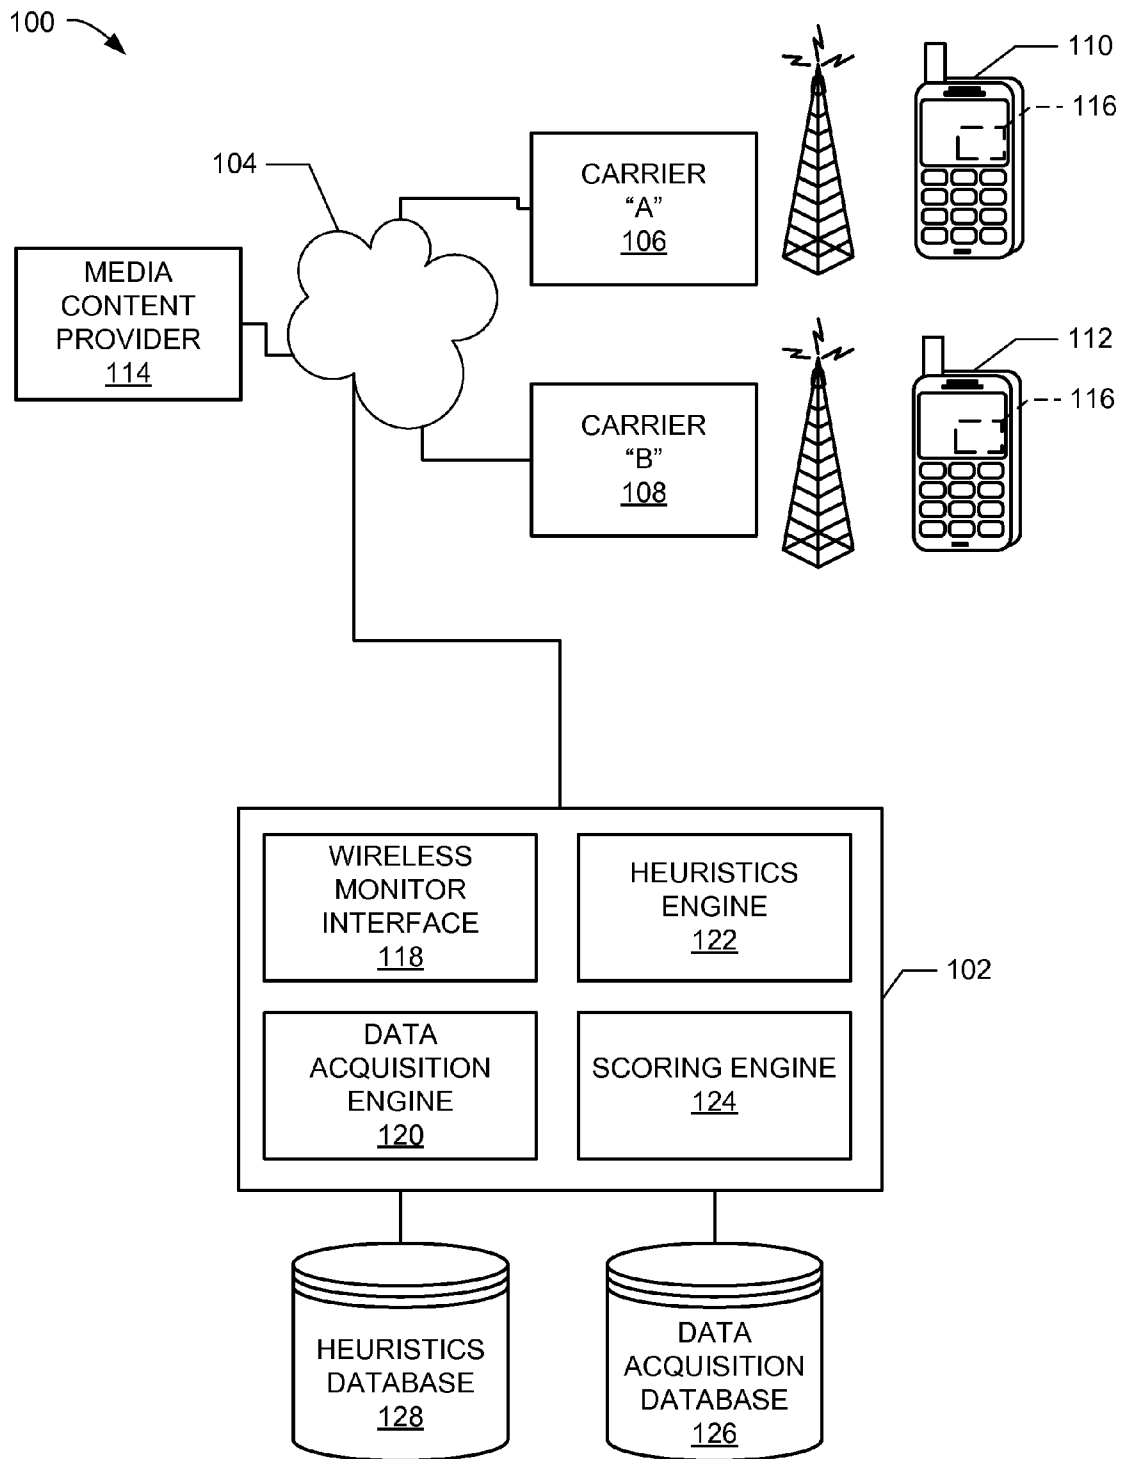 100
110
116
104
CARRIER
“A”
106
MEDIA
CONTENT
PROVIDER
114
112
116
CARRIER
“B”
108
WIRELESS
MONITOR
INTERFACE
118
HEURISTICS
ENGINE
122
102
DATA
ACQUISITION
ENGINE
120
SCORING ENGINE
124
HEURISTICS
DATABASE
128
DATA
ACQUISITION
DATABASE
126